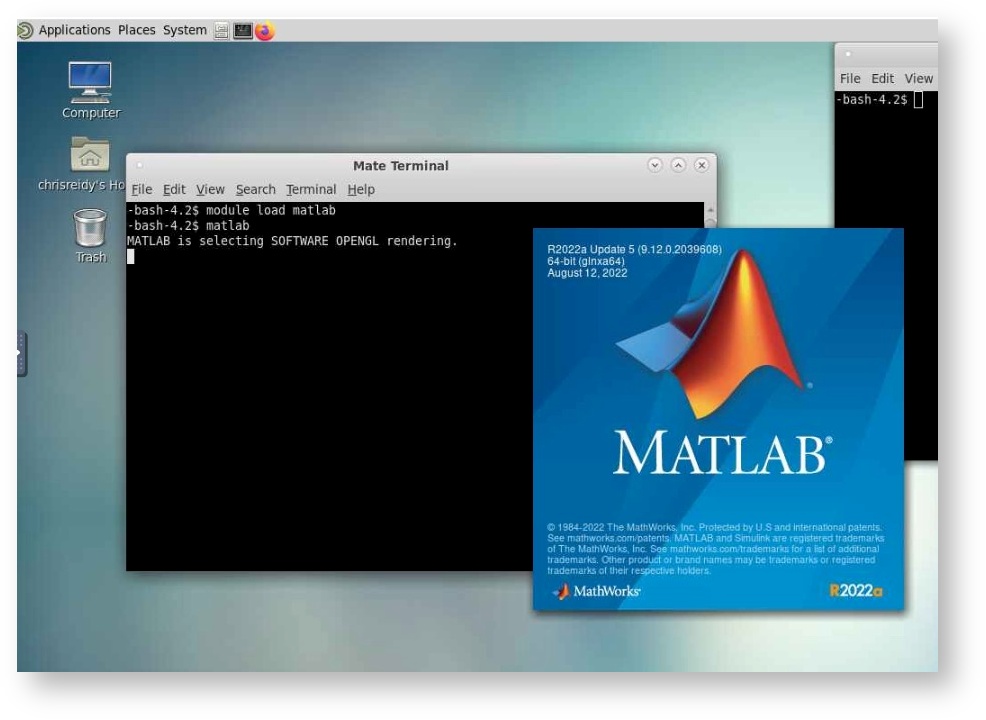 Applications Places System
Computer
chrisreidy's Ho
Trash
Mate Terminal
File Edit View Search Terminal Help
-bash-4.2$ module load matlab
-bash-4.2$ matlab
MATLAB is selecting SOFTWARE OPENGL rendering.
File Edit View
-bash-4.2$
R2022a Update 5 (9.12.0.2039608)
64-bit (glnxa64)
August 12, 2022
MATLAB®
© 1984-2022 The MathWorks, Inc. Protected by U.S and international patents.
See mathworks.com/patents. MATLAB and Simulink are registered trademarks
of The MathWorks, Inc. See mathworks.com/trademarks for a list of additional
trademarks. Other product or brand names may be trademarks or registered
trademarks of their respective holders.
MathWorks®
R2022a